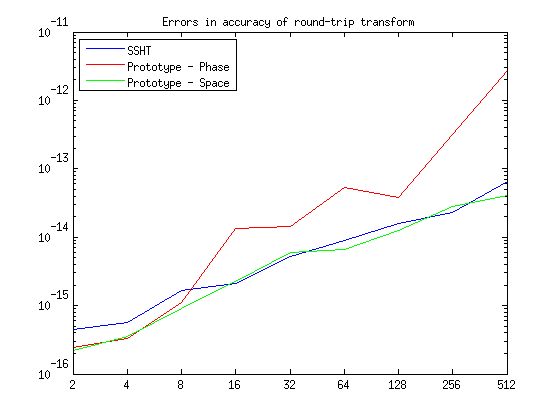 Errors in accuracy of round-trip transform
10^-11
SSHT
Prototype - Phase
Prototype - Space
10^-12
10^-13
10^-14
10^-15
10^-16
2 4 8 16 32 64 128 256 512